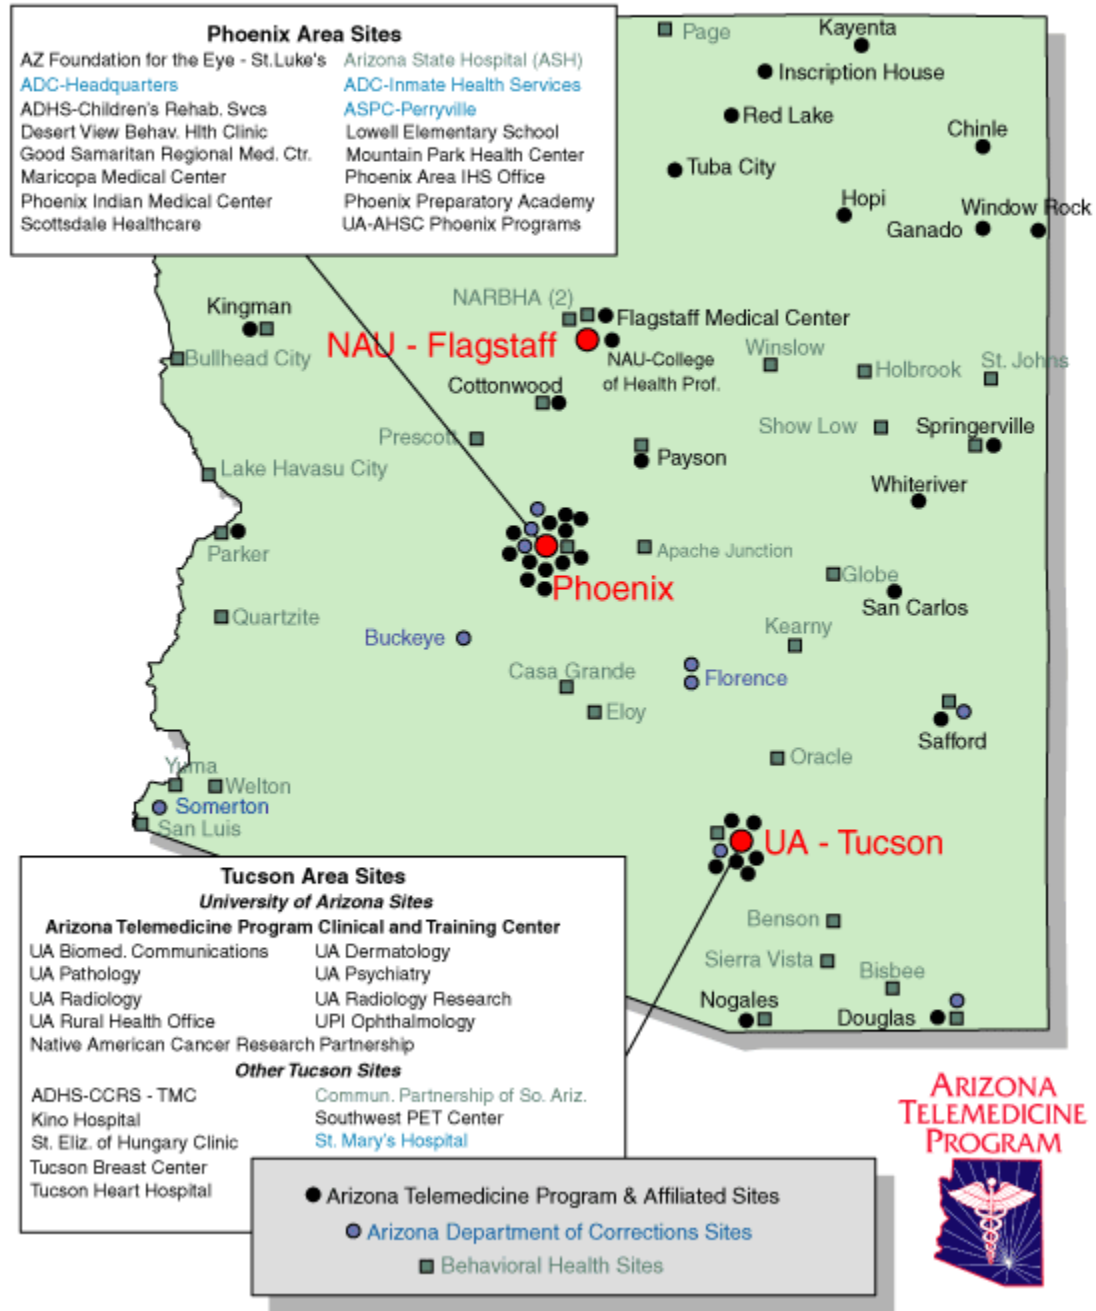 Phoenix Area Sites
AZ Foundation for the Eye - St.Luke's Arizona State Hospital (ASH)
ADC-Headquarters ADC-Inmate Health Services
ADHS-Children's Rehab. Svcs ASPC-Perryville
Desert View Behav. Hlth Clinic Lowell Elementary School
Good Samaritan Regional Med. Ctr. Mountain Park Health Center
Maricopa Medical Center Phoenix Area IHS Office
Phoenix Indian Medical Center Phoenix Preparatory Academy
Scottsdale Healthcare UA-AHSC Phoenix Programs
Page
Kayenta
Inscription House
Red Lake
Chinle
Tuba City
Hopi
Window Rock
Ganado
Kingman
NARBHA (2)
Flagstaff Medical Center
NAU - Flagstaff
Bullhead City
NAU-College
of Health Prof.
Winslow
Holbrook
St. Johns
Cottonwood
Prescott
Show Low
Springerville
Payson
Lake Havasu City
Whiteriver
Parker
Apache Junction
Phoenix
Globe
San Carlos
Quartzite
Kearny
Buckeye
Casa Grande
Florence
Eloy
Safford
Oracle
Yuma
Welton
Somerton
San Luis
UA - Tucson
Benson
Sierra Vista
Bisbee
Nogales
Douglas
Tucson Area Sites
University of Arizona Sites
Arizona Telemedicine Program Clinical and Training Center
UA Biomed. Communications UA Dermatology
UA Pathology UA Psychiatry
UA Radiology UA Radiology Research
UA Rural Health Office UPI Ophthalmology
Native American Cancer Research Partnership
Other Tucson Sites
ADHS-CCRS - TMC Commun. Partnership of So. Ariz.
Kino Hospital Southwest PET Center
St. Eliz. of Hungary Clinic St. Mary's Hospital
Tucson Breast Center
Tucson Heart Hospital
Arizona Telemedicine Program & Affiliated Sites
Arizona Department of Corrections Sites
Behavioral Health Sites
ARIZONA
TELEMEDICINE
PROGRAM